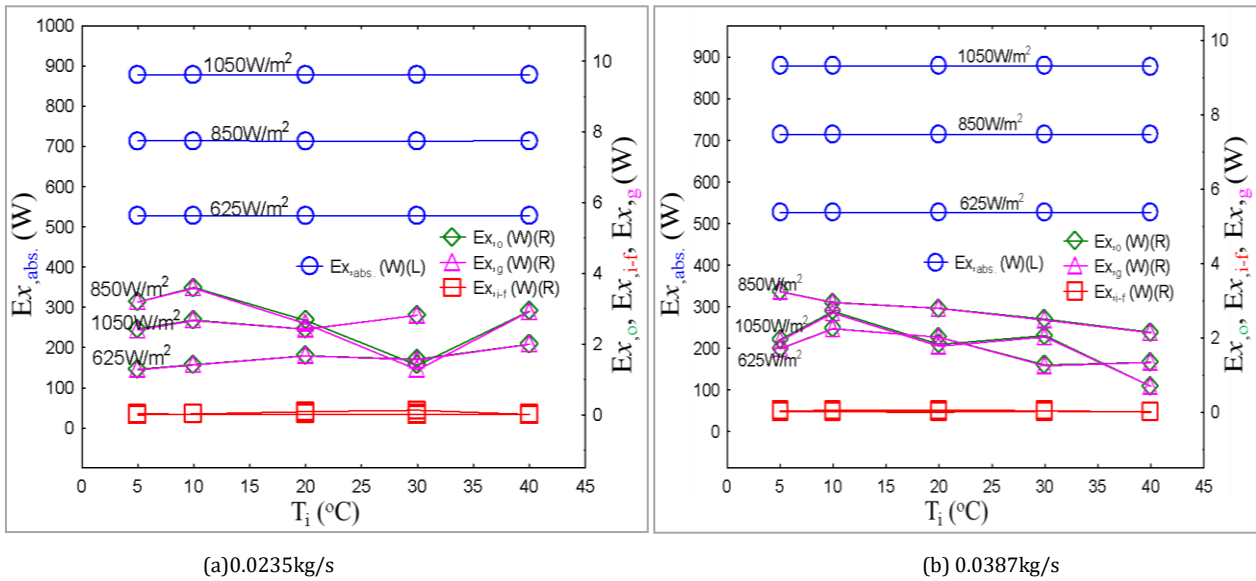 1000
900
800
700
600
500
400
300
200
100
0
Ex,abs. (W)
1050W/m²
850W/m²
625W/m²
Ex,abs. (W)(L)
Ex,o (W)(R)
Ex,g (W)(R)
Ex,i-f (W)(R)
850W/m²
1050W/m²
625W/m²
10
8
6
4
2
0
Ex,o, Ex,i-f, Ex,g (W)
0 5 10 15 20 25 30 35 40 45
Ti (oC)
(a)0.0235kg/s
900
800
700
600
500
400
300
200
100
0
Ex,abs. (W)
1050W/m²
850W/m²
625W/m²
Ex,abs. (W)(L)
Ex,o (W)(R)
Ex,g (W)(R)
Ex,i-f (W)(R)
850W/m²
1050W/m²
625W/m²
10
8
6
4
2
0
Ex,o, Ex,i-f, Ex,g (W)
0 5 10 15 20 25 30 35 40 45
Ti (oC)
(b) 0.0387kg/s